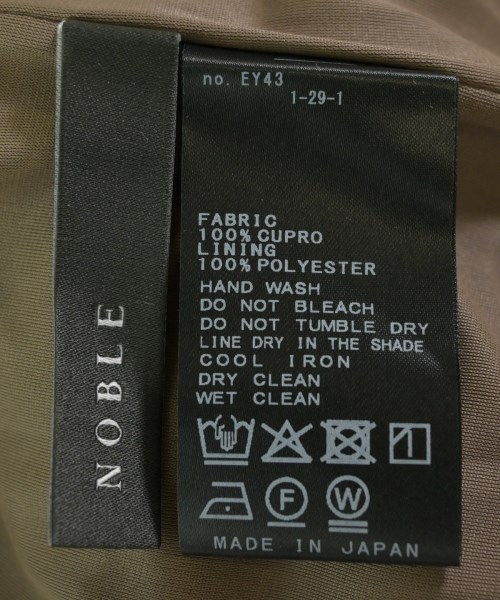 NOBLE
no. EY43
1-29-1
FABRIC
100% CUPRO
LINING
100% POLYESTER
HAND WASH
DO NOT BLEACH
DO NOT TUMBLE DRY
LINE DRY IN THE SHADE
COOL IRON
DRY CLEAN
WET CLEAN
F W
MADE IN JAPAN